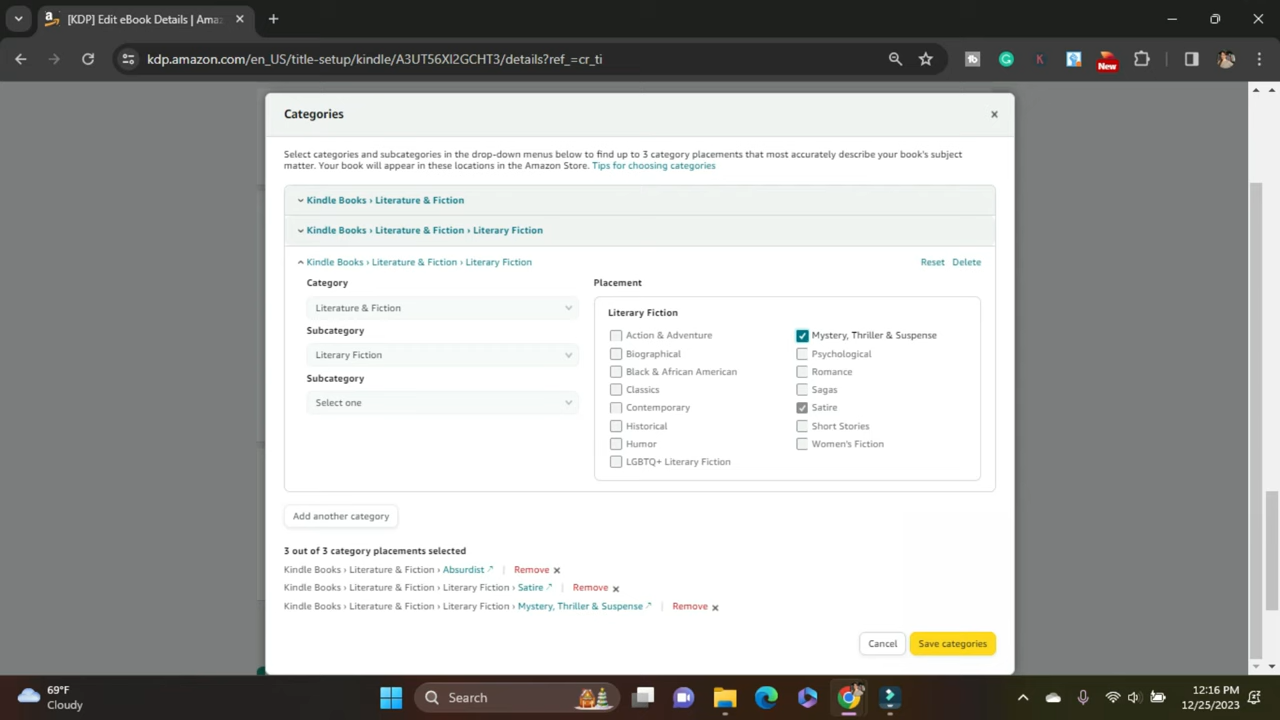 [KDP] Edit eBook Details | Ama
kdp.amazon.com/en_US/title-setup/kindle/A3UT56XI2GCHT3/details?ref_=cr_ti
New
Categories
Select categories and subcategories in the drop-down menus below to find up to 3 category placements that most accurately describe your book's subject
matter. Your book will appear in these locations in the Amazon Store. Tips for choosing categories
Kindle Books › Literature & Fiction
Kindle Books › Literature & Fiction › Literary Fiction
Kindle Books › Literature & Fiction › Literary Fiction
Reset Delete
Category
Literature & Fiction
Subcategory
Literary Fiction
Subcategory
Select one
Placement
Literary Fiction
Action & Adventure
Biographical
Black & African American
Classics
Contemporary
Historical
Humor
LGBTQ+ Literary Fiction
Mystery, Thriller & Suspense
Psychological
Romance
Sagas
Satire
Short Stories
Women's Fiction
Add another category
3 out of 3 category placements selected
Kindle Books › Literature & Fiction › Absurdist | Remove
Kindle Books › Literature & Fiction › Literary Fiction › Satire | Remove
Kindle Books › Literature & Fiction › Literary Fiction › Mystery, Thriller & Suspense | Remove
Cancel
Save categories
69°F
Cloudy
Search
12:16 PM
12/25/2023